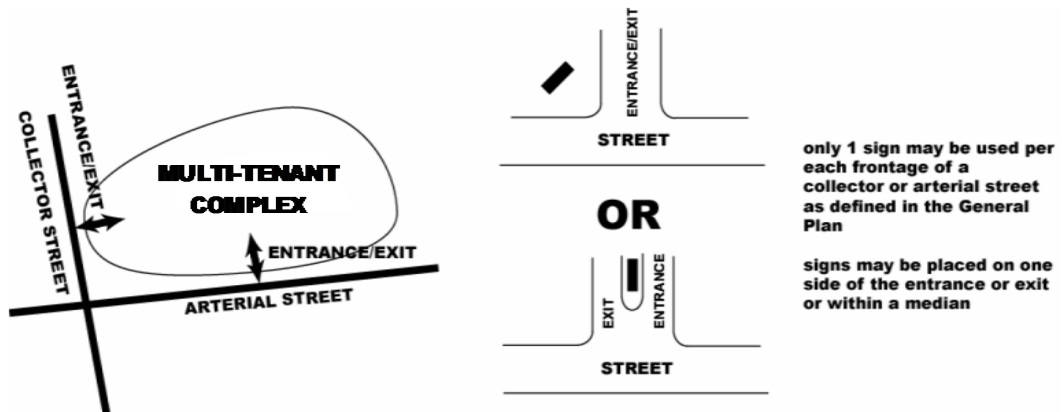 COLLECTOR STREET
ENTRANCE/EXIT
MULTI-TENANT
COMPLEX
ENTRANCE/EXIT
ARTERIAL STREET
ENTRANCE/EXIT
STREET
OR
EXIT
ENTRANCE
STREET
only 1 sign may be used per
each frontage of a
collector or arterial street
as defined in the General
Plan
signs may be placed on one
side of the entrance or exit
or within a median